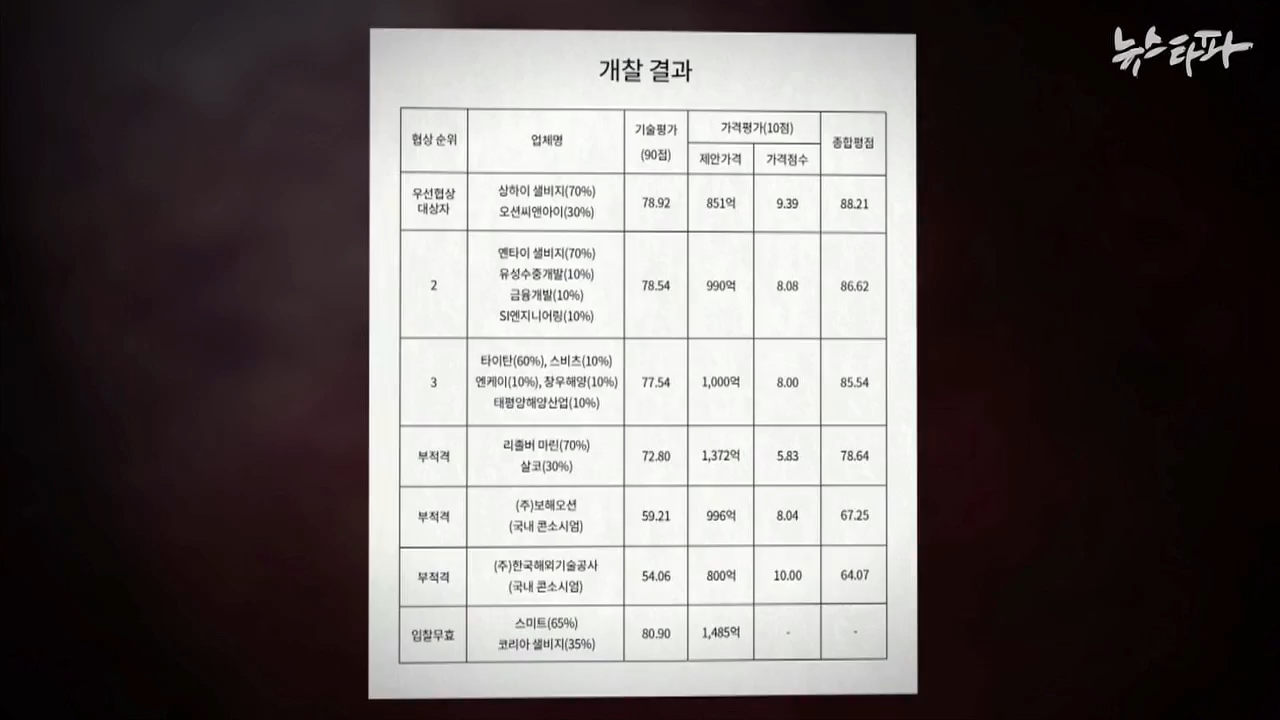 뉴스타파
개찰 결과
협상 순위 업체명 기술평가 (90점) 가격평가(10점) 종합평점
제안가격 가격점수
우선협상 대상자 상하이 샐비지(70%) 오션씨앤아이(30%) 78.92 851억 9.39 88.21
2 옌타이 샐비지(70%) 유성수중개발(10%) 금융개발(10%) SI엔지니어링(10%) 78.54 990억 8.08 86.62
3 타이탄(60%), 스비츠(10%) 엔케이(10%), 창우해양(10%) 태평양해양산업(10%) 77.54 1,000억 8.00 85.54
부적격 리졸버 마린(70%) 살코(30%) 72.80 1,372억 5.83 78.64
부적격 (주)보해오션 (국내 콘소시엄) 59.21 996억 8.04 67.25
부적격 (주)한국해외기술공사 (국내 콘소시엄) 54.06 800억 10.00 64.07
입찰무효 스미트(65%) 코리아 샐비지(35%) 80.90 1,485억 - -